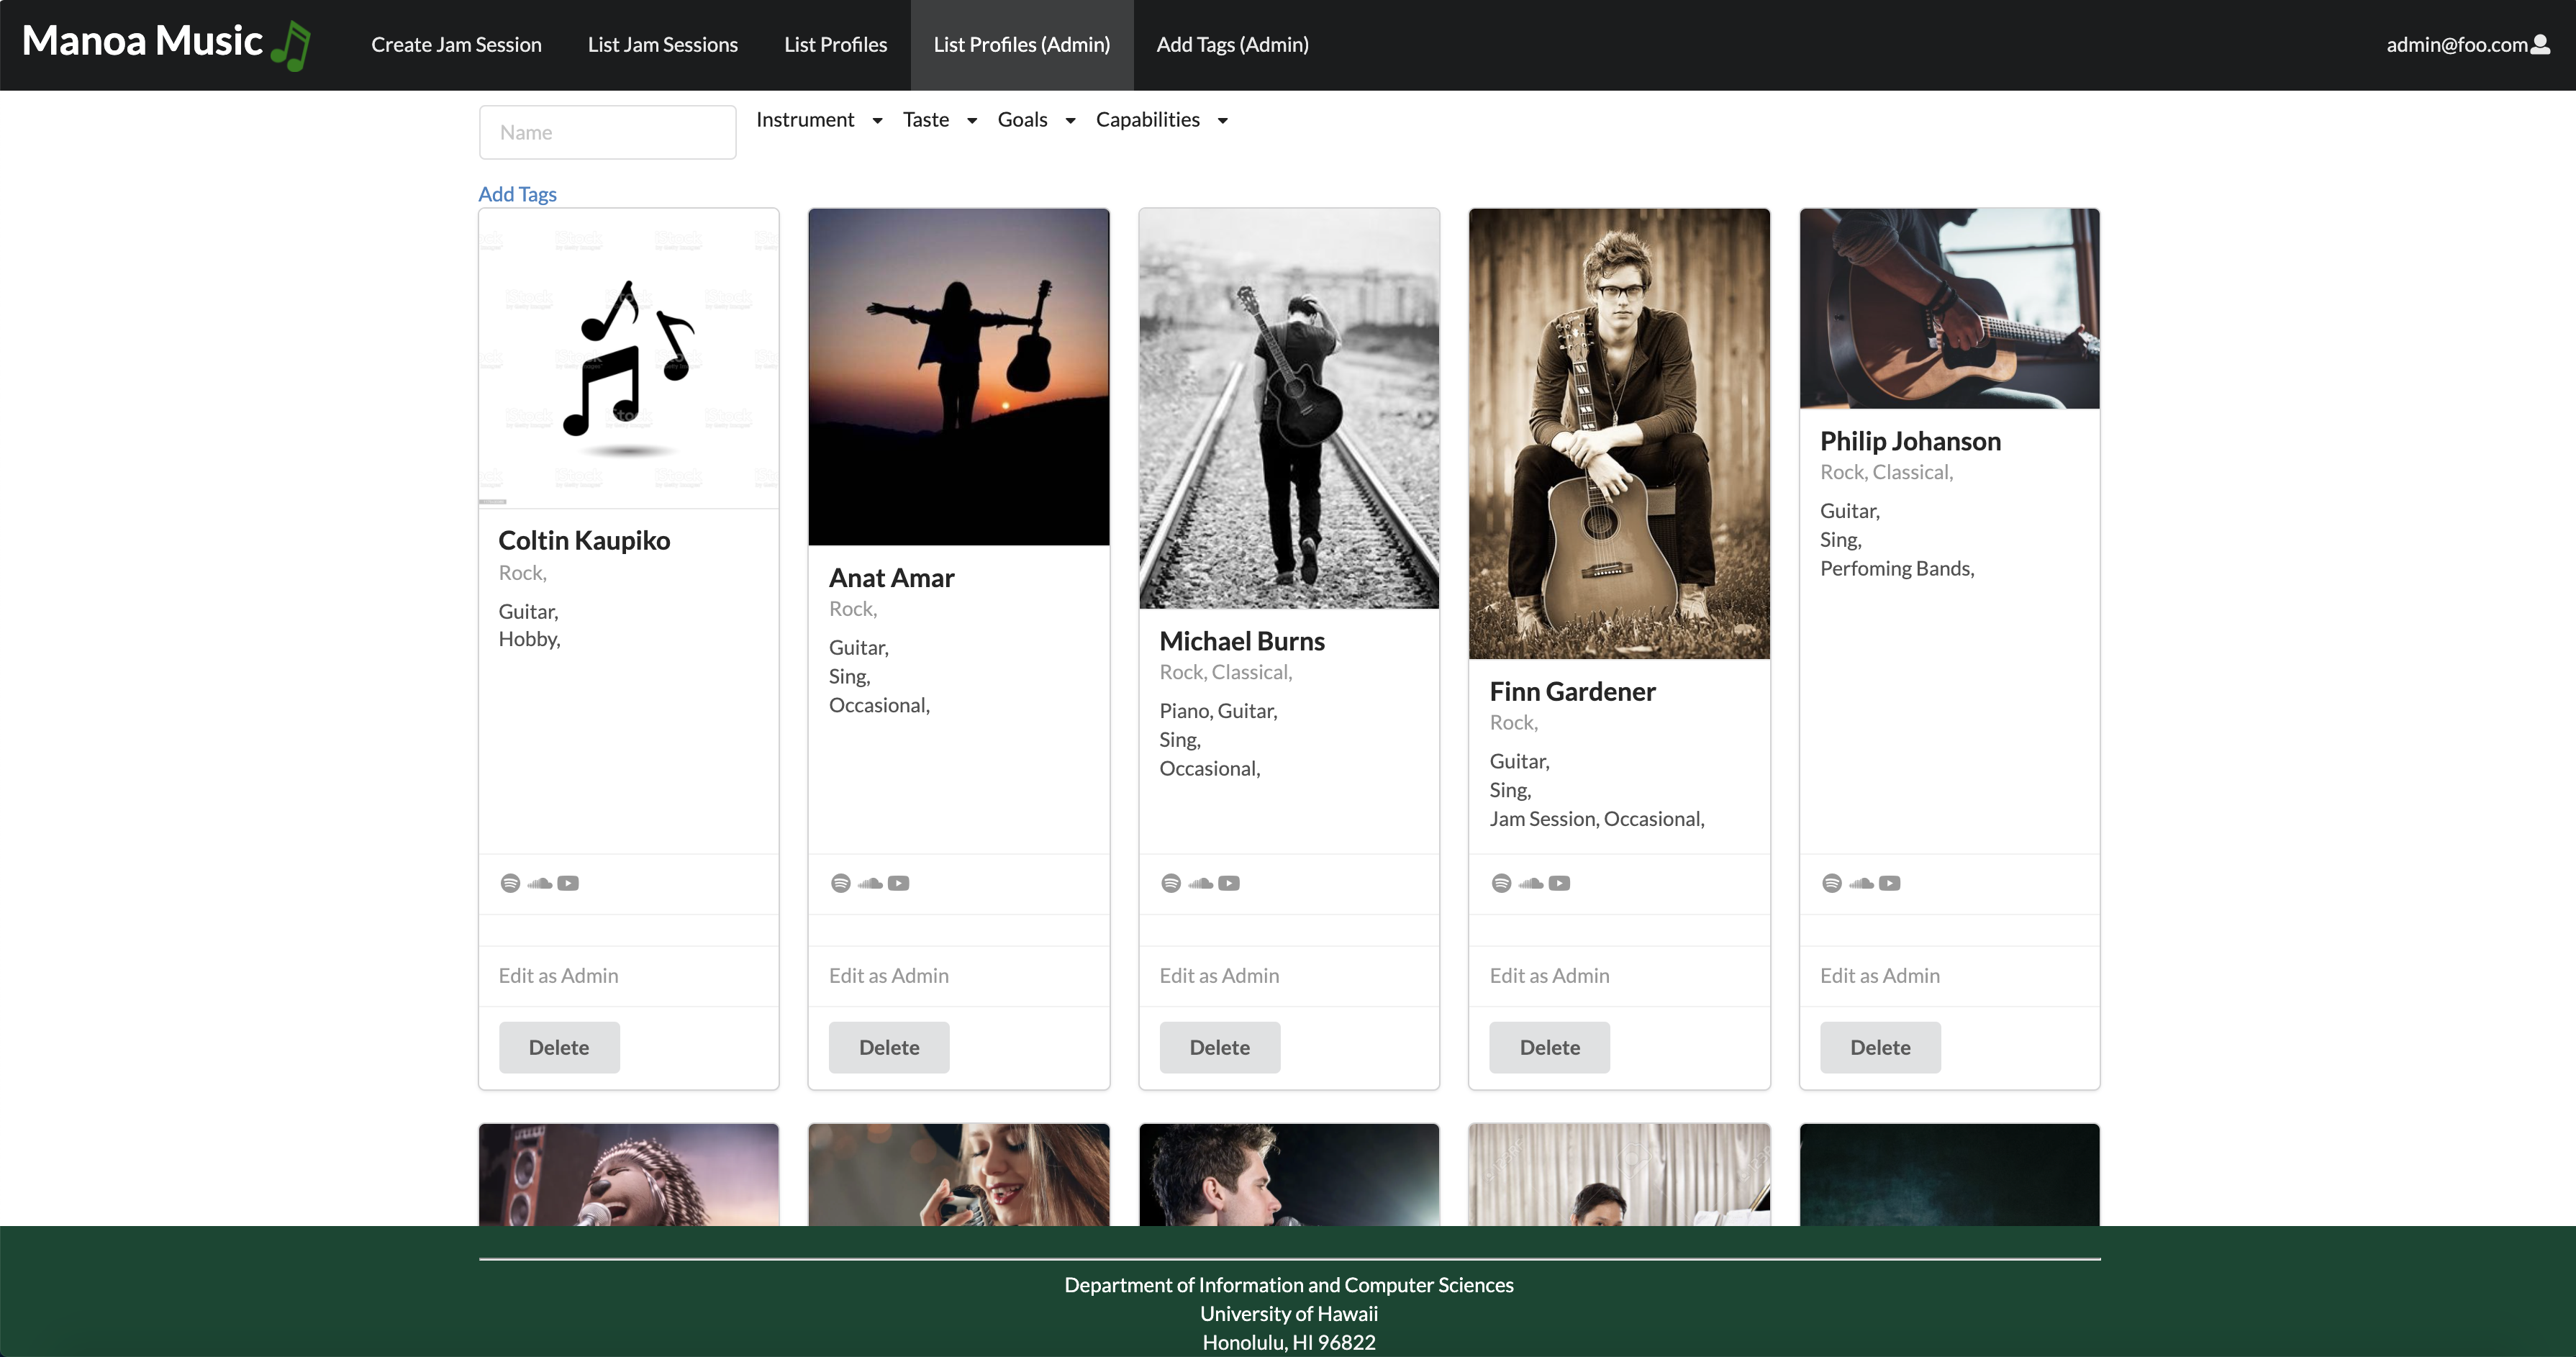 Manoa Music
Create Jam Session
List Jam Sessions
List Profiles
List Profiles (Admin)
Add Tags (Admin)
admin@foo.com
Name
Instrument
Taste
Goals
Capabilities
Add Tags
Coltin Kaupiko
Rock,
Guitar,
Hobby,
Edit as Admin
Delete
Anat Amar
Rock,
Guitar,
Sing,
Occasional,
Edit as Admin
Delete
Michael Burns
Rock, Classical,
Piano, Guitar,
Sing,
Occasional,
Edit as Admin
Delete
Finn Gardener
Rock,
Guitar,
Sing,
Jam Session, Occasional,
Edit as Admin
Delete
Philip Johanson
Rock, Classical,
Guitar,
Sing,
Perfoming Bands,
Edit as Admin
Delete
Department of Information and Computer Sciences
University of Hawaii
Honolulu, HI 96822